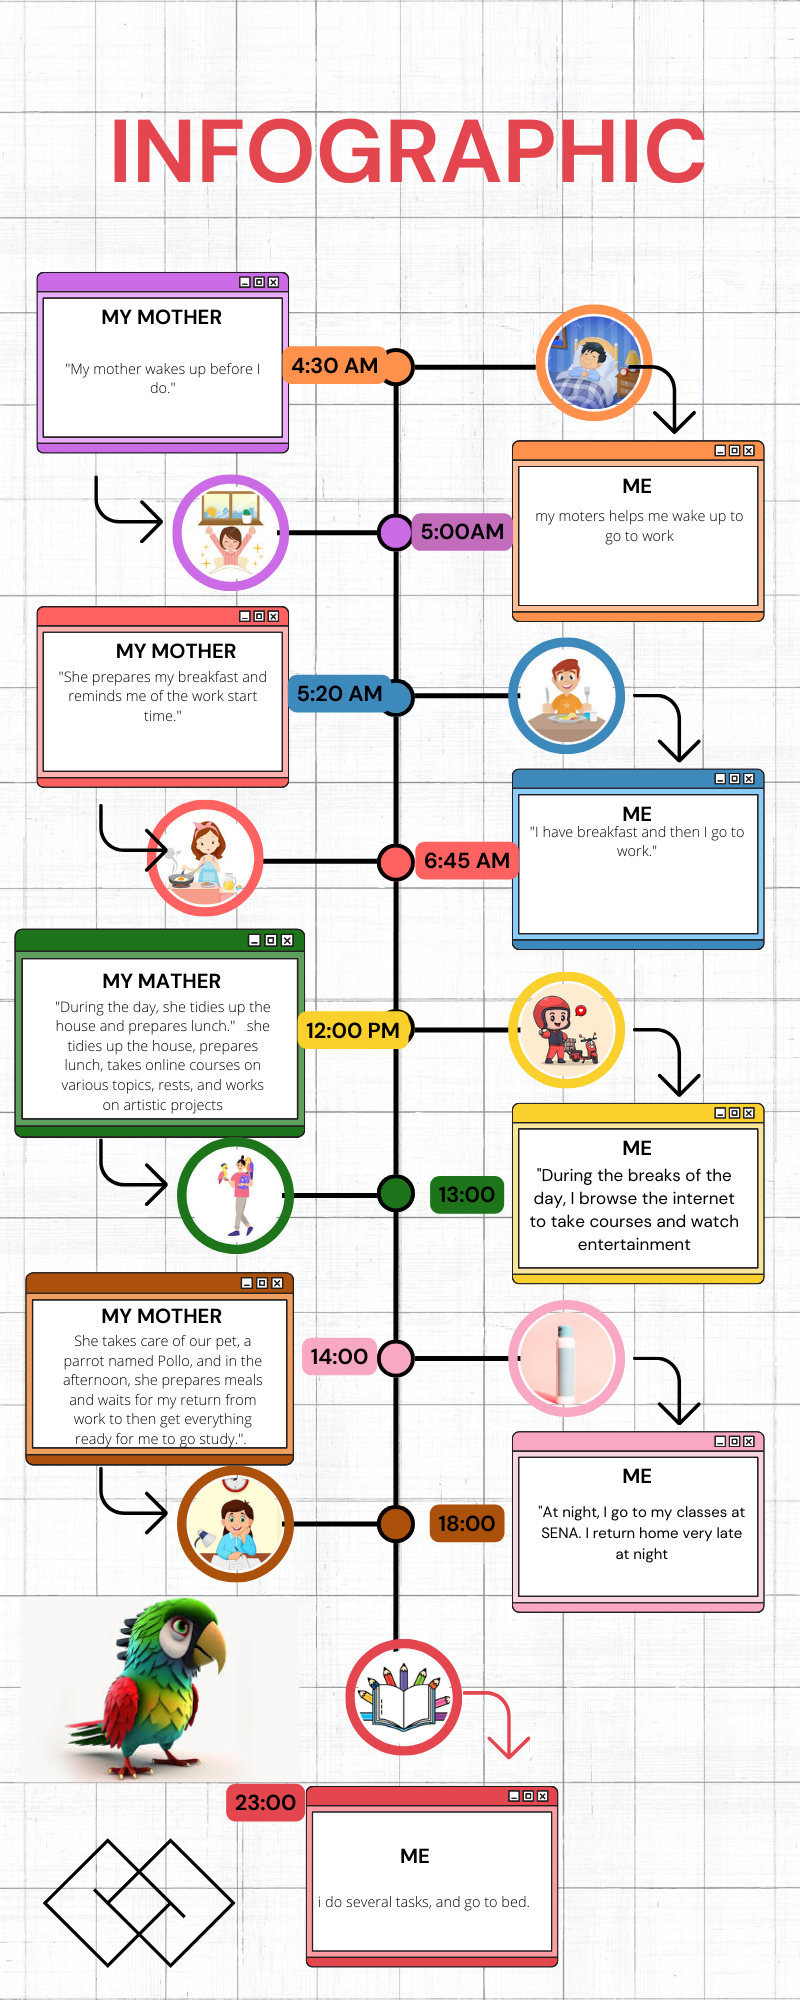 INFOGRAPHIC
MY MOTHER
"My mother wakes up before I
do."
4:30 AM
ME
my moters helps me wake up to
go to work
5:00AM
MY MOTHER
"She prepares my breakfast and
reminds me of the work start
time."
5:20 AM
ME
"I have breakfast and then I go to
work."
6:45 AM
MY MATHER
"During the day, she tidies up the
house and prepares lunch." she
tidies up the house, prepares
lunch, takes online courses on
various topics, rests, and works
on artistic projects
12:00 PM
ME
"During the breaks of the
day, I browse the internet
to take courses and watch
entertainment
13:00
MY MOTHER
She takes care of our pet, a
parrot named Pollo, and in the
afternoon, she prepares meals
and waits for my return from
work to then get everything
ready for me to go study.".
14:00
ME
"At night, I go to my classes at
SENA. I return home very late
at night
18:00
23:00
ME
i do several tasks, and go to bed.